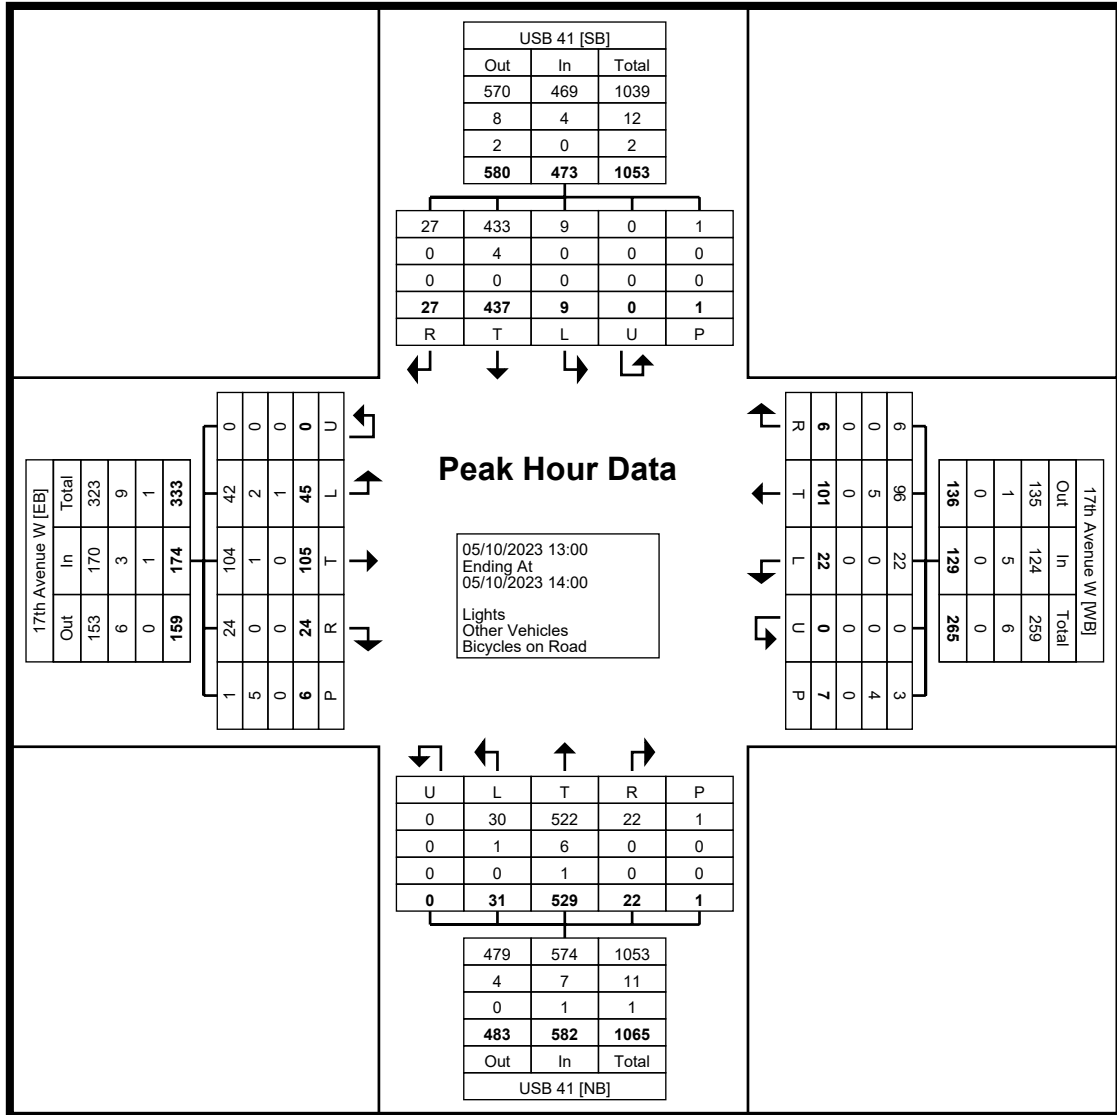 USB 41 [SB]
Out In Total
570 469 1039
8 4 12
2 0 2
580 473 1053
27 433 9 0 1
0 4 0 0 0
0 0 0 0 0
27 437 9 0 1
R T L U P
17th Avenue W [EB]
Total 323 9 1 333
In 170 3 1 174
Out 153 6 0 159
0 0 0 0 U
42 2 1 45 L
104 1 0 105 T
24 0 0 24 R
1 5 0 6 P
Peak Hour Data
05/10/2023 13:00
Ending At
05/10/2023 14:00
Lights
Other Vehicles
Bicycles on Road
R 6 0 0 6
T 101 0 5 96
L 22 0 0 22
U 0 0 0 0
P 7 0 4 3
136 0 1 135 Out
129 0 5 124 In
265 0 6 259 Total
17th Avenue W [WB]
U L T R P
0 30 522 22 1
0 1 6 0 0
0 0 1 0 0
0 31 529 22 1
479 574 1053
4 7 11
0 1 1
483 582 1065
Out In Total
USB 41 [NB]